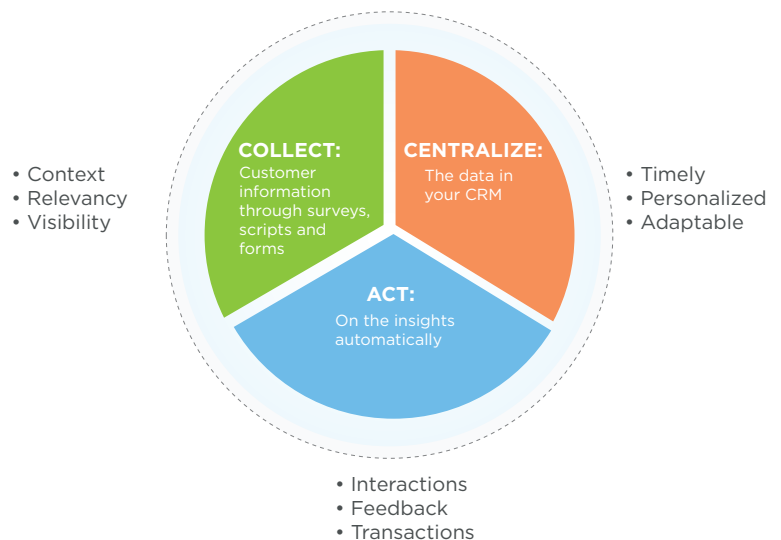 • Context
• Relevancy
• Visibility
COLLECT:
Customer
information
through surveys,
scripts and
forms
CENTRALIZE:
The data in
your CRM
• Timely
• Personalized
• Adaptable
ACT:
On the insights
automatically
• Interactions
• Feedback
• Transactions